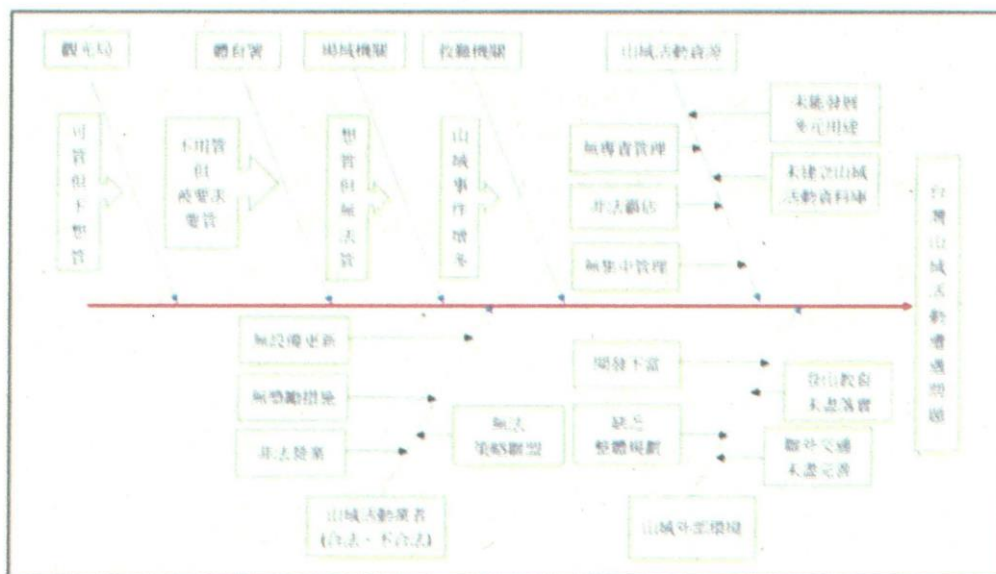 觀光局
體育署
場域機關
救難機關
山域活動資源
可管但不想管
不用管
但
被要求
要管
想管但無法管
山域事件增多
無專責管理
非法霸佔
無集中管理
未能發展
多元用途
未建立山域
活動資料庫
台灣山域活動遭遇問題
無設備更新
無獎勵措施
非法營業
無法
策略聯盟
山域活動業者
(合法、不合法)
開發不當
缺乏
整體規劃
登山教育
未盡落實
聯外交通
未盡完善
山域外部環境